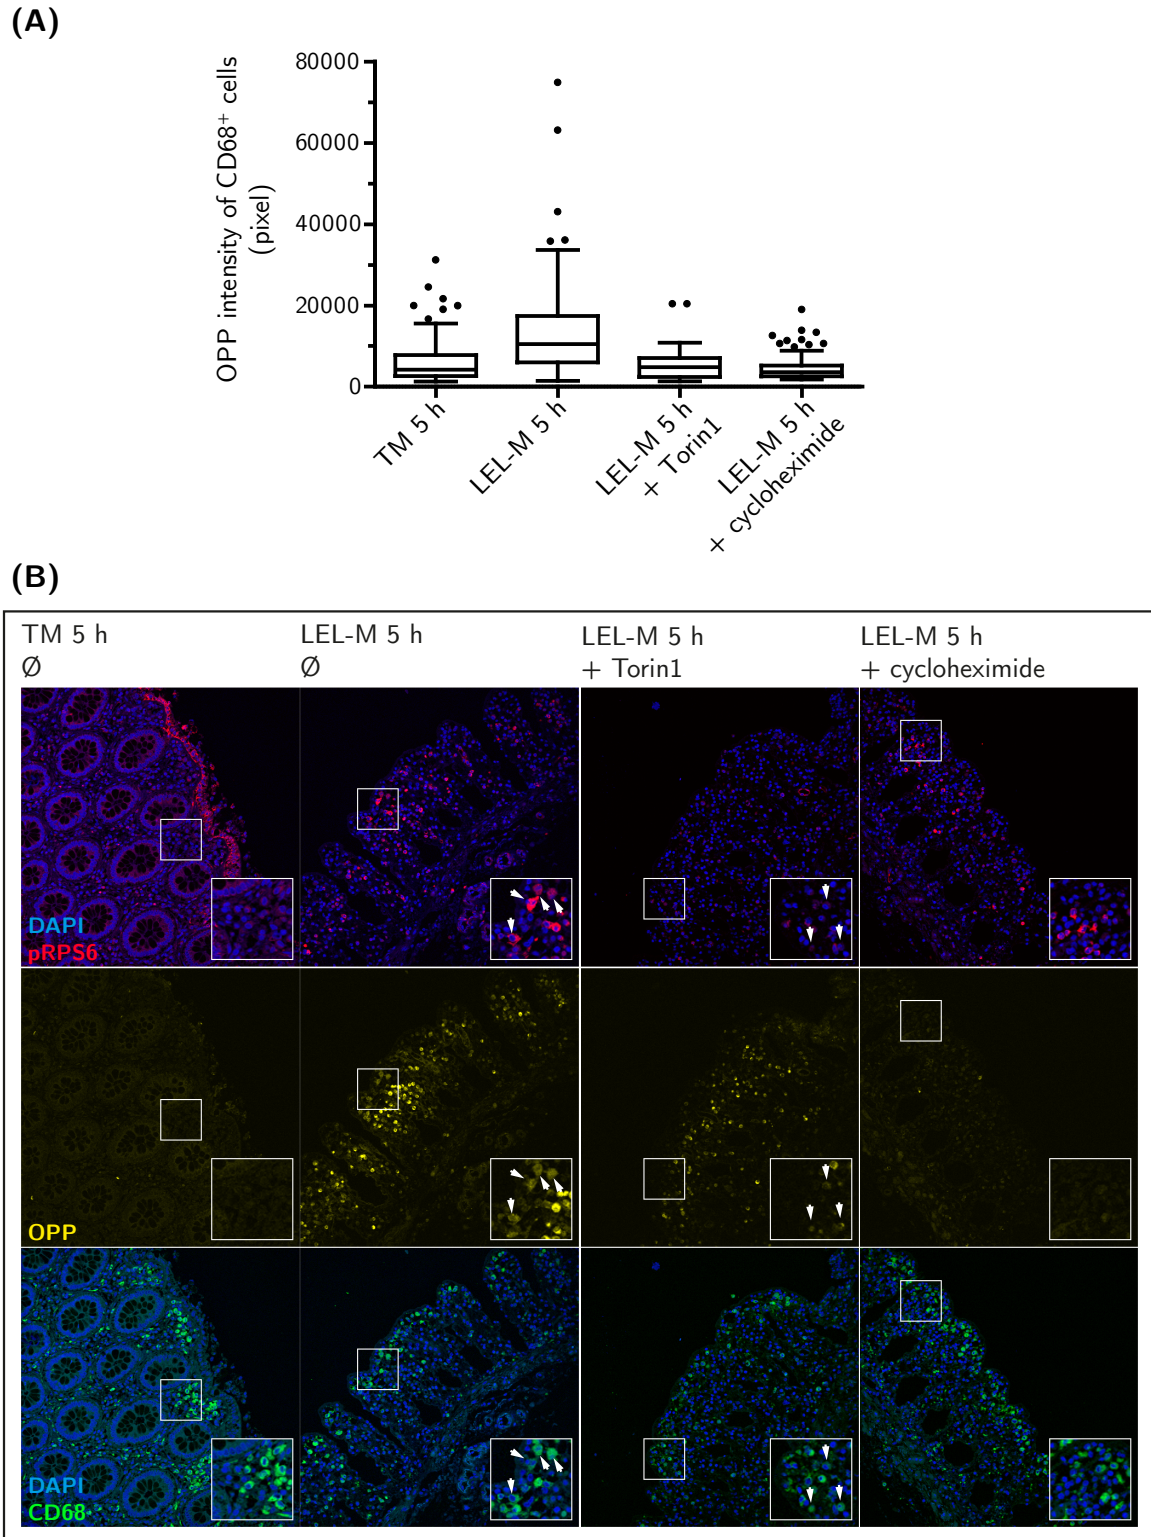 (A)
OPP intensity of CD68⁺ cells
(pixel)
80000
60000
40000
20000
0
TM 5 h
LEL-M 5 h
LEL-M 5 h
+ Torin1
LEL-M 5 h
+ cycloheximide
(B)
TM 5 h
Ø
LEL-M 5 h
Ø
LEL-M 5 h
+ Torin1
LEL-M 5 h
+ cycloheximide
DAPI
pRPS6
OPP
DAPI
CD68